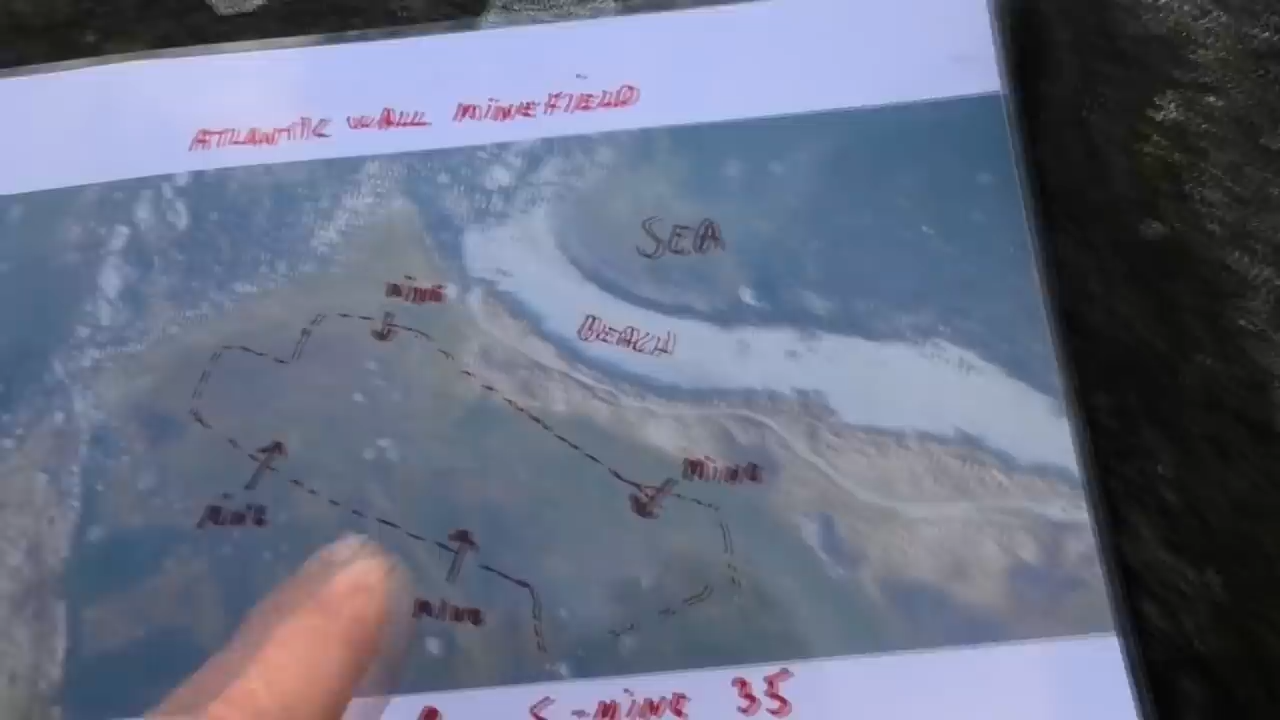 ATLANTIC WALL MINEFIELD
SEA
MINE
BEACH
MINE
MINE
MINE
S-MINE 35